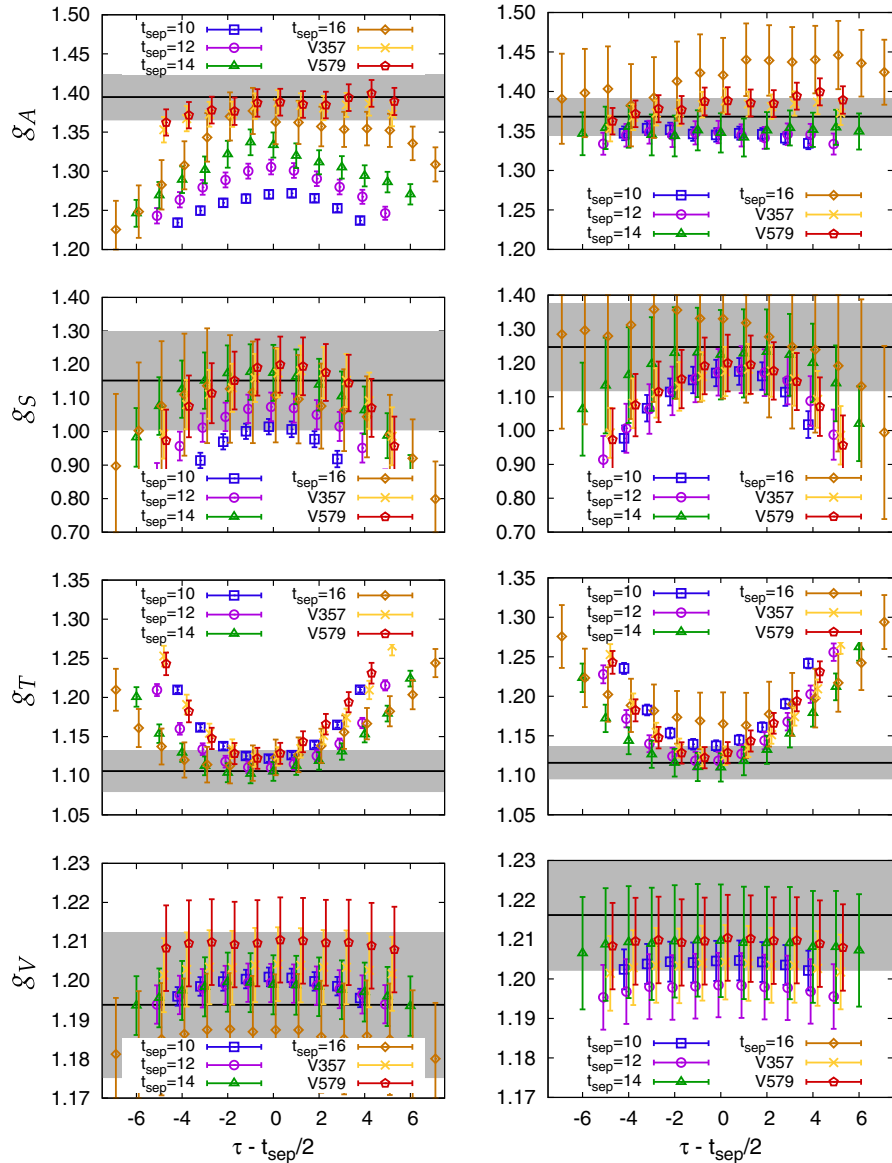 1.50
1.45
1.40
1.35
1.30
1.25
1.20
g_A
t_sep=10
t_sep=12
t_sep=14
t_sep=16
V357
V579
1.50
1.45
1.40
1.35
1.30
1.25
1.20
t_sep=10
t_sep=12
t_sep=14
t_sep=16
V357
V579
1.40
1.30
1.20
1.10
1.00
0.90
0.80
0.70
g_S
t_sep=10
t_sep=12
t_sep=14
t_sep=16
V357
V579
1.40
1.30
1.20
1.10
1.00
0.90
0.80
0.70
t_sep=10
t_sep=12
t_sep=14
t_sep=16
V357
V579
1.35
1.30
1.25
1.20
1.15
1.10
1.05
g_T
t_sep=10
t_sep=12
t_sep=14
t_sep=16
V357
V579
1.35
1.30
1.25
1.20
1.15
1.10
1.05
t_sep=10
t_sep=12
t_sep=14
t_sep=16
V357
V579
1.23
1.22
1.21
1.20
1.19
1.18
1.17
g_V
t_sep=10
t_sep=12
t_sep=14
t_sep=16
V357
V579
-6 -4 -2 0 2 4 6
τ - t_sep/2
1.23
1.22
1.21
1.20
1.19
1.18
1.17
t_sep=10
t_sep=12
t_sep=14
t_sep=16
V357
V579
-6 -4 -2 0 2 4 6
τ - t_sep/2